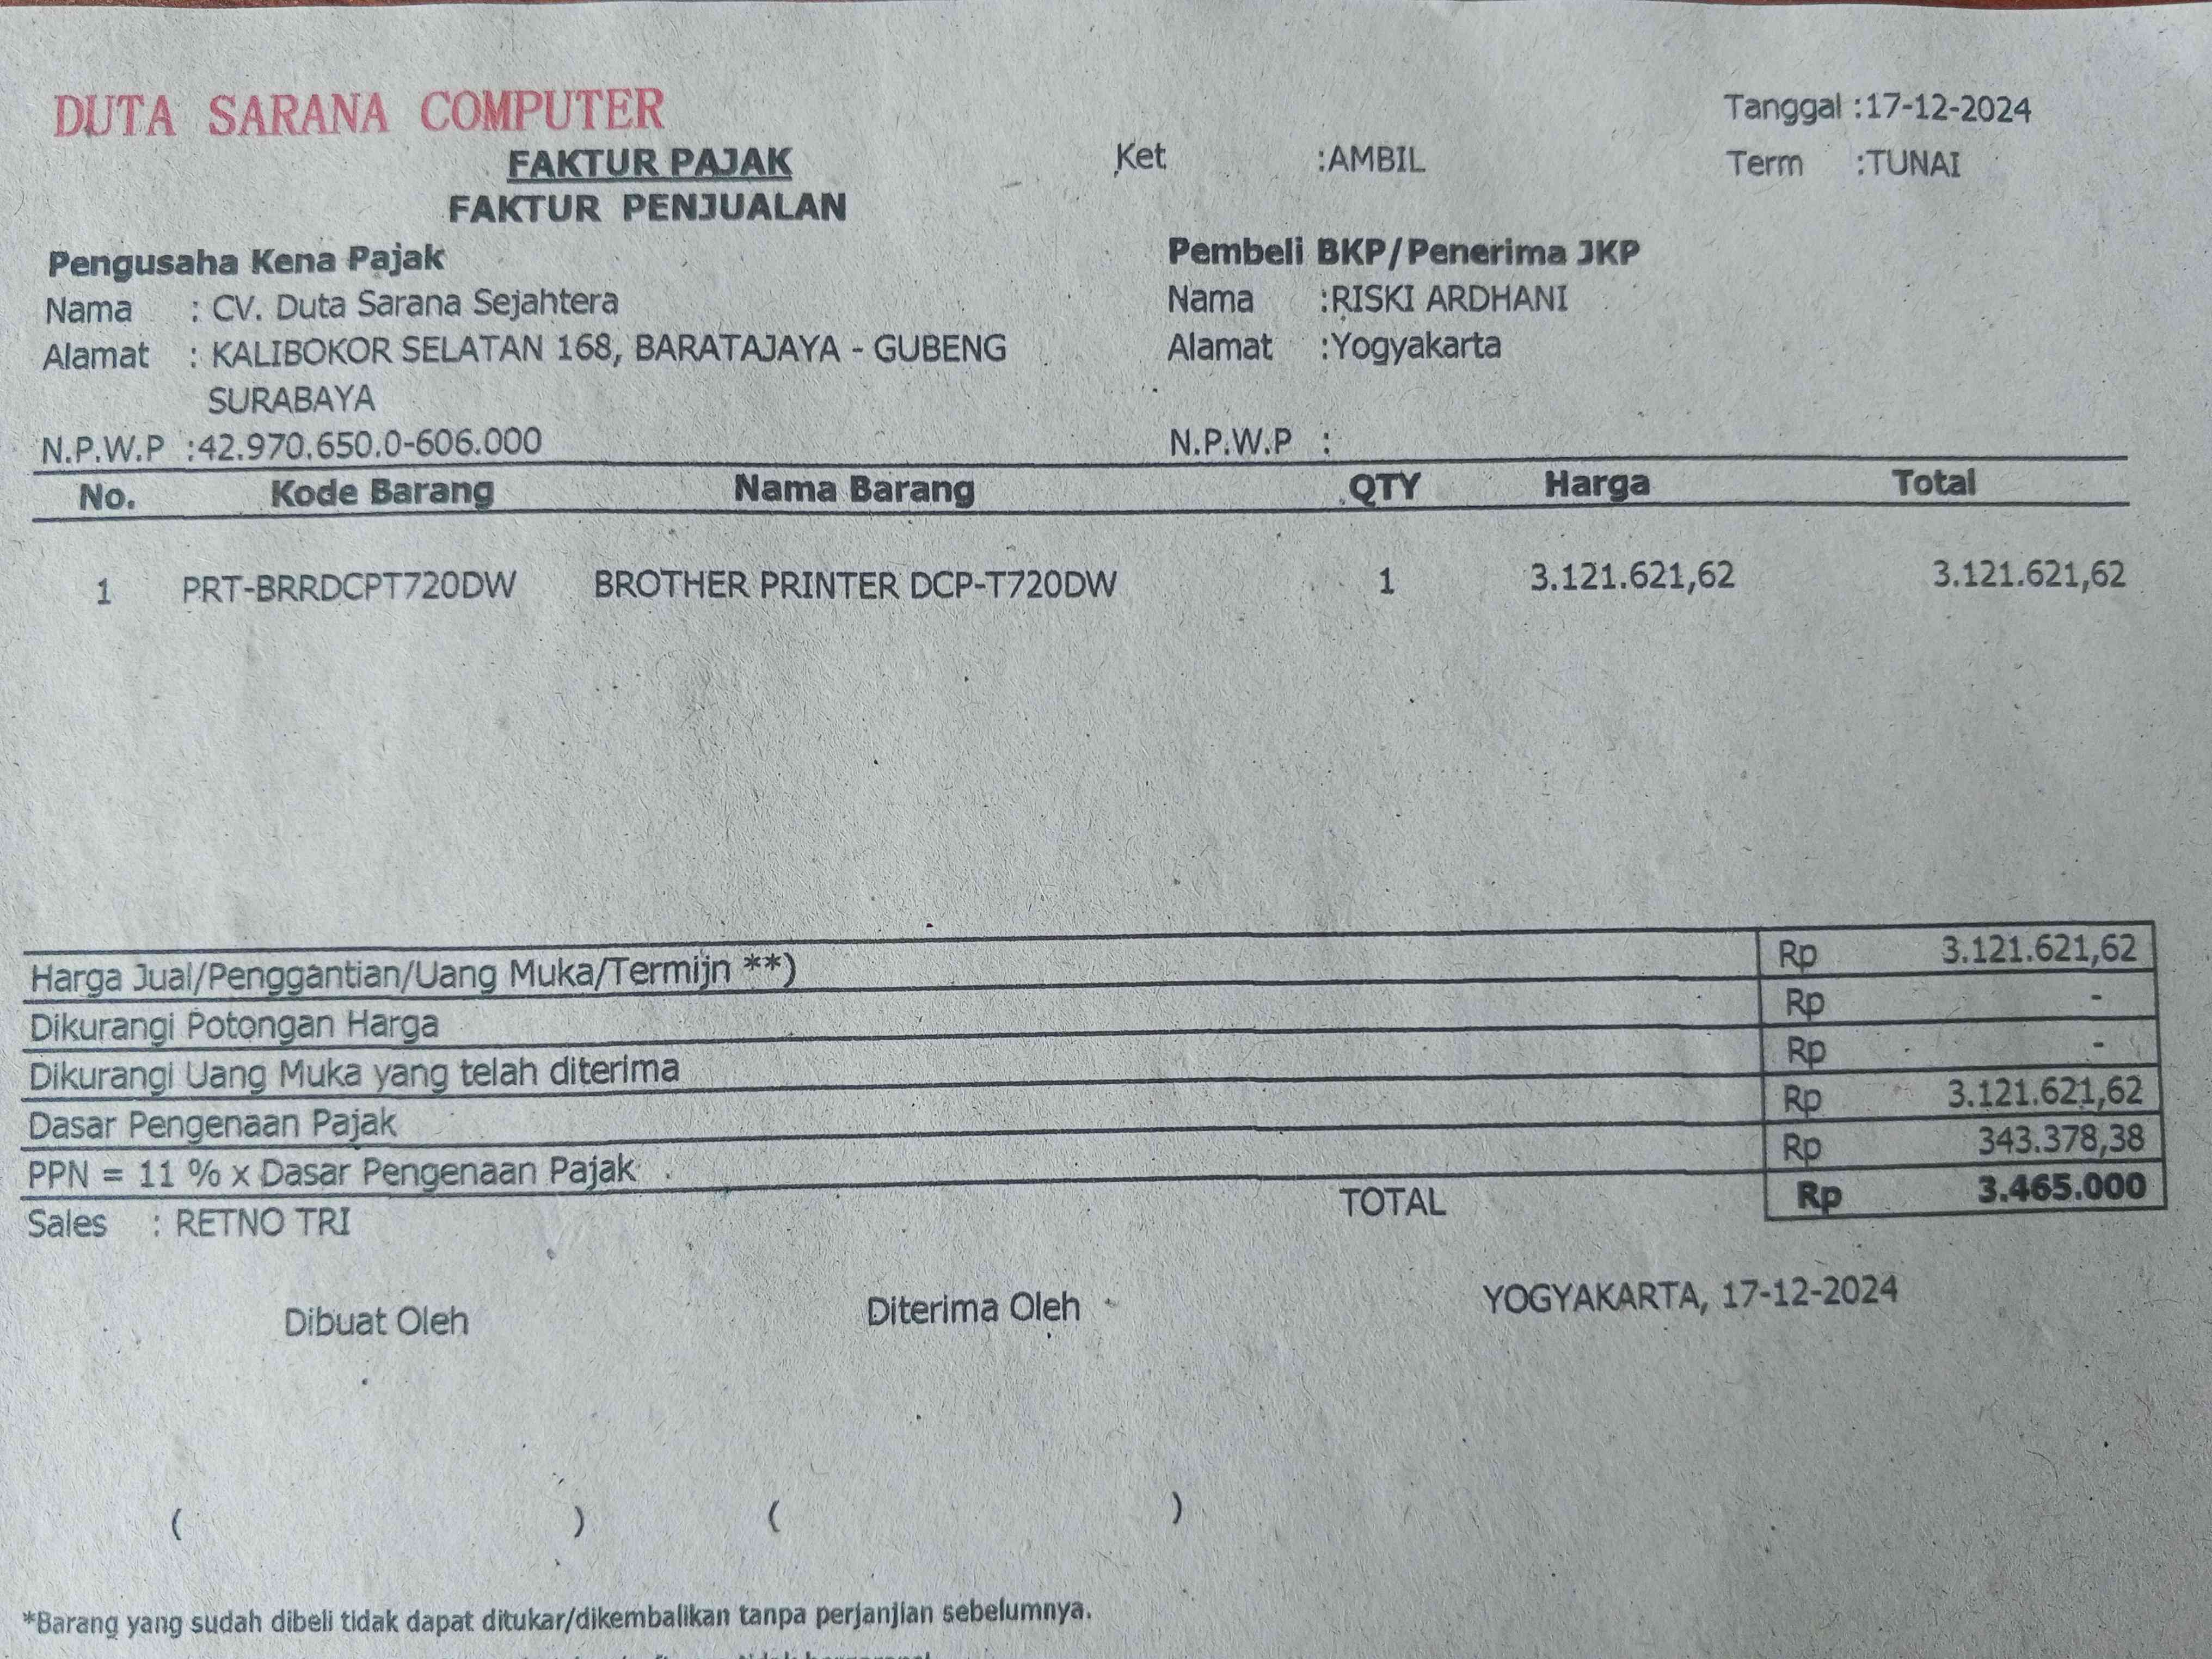 DUTA SARANA COMPUTER
Tanggal :17-12-2024
FAKTUR PAJAK
Ket :AMBIL
Term :TUNAI
FAKTUR PENJUALAN
Pengusaha Kena Pajak
Nama : CV. Duta Sarana Sejahtera
Alamat : KALIBOKOR SELATAN 168, BARATAJAYA - GUBENG
SURABAYA
N.P.W.P :42.970.650.0-606.000
Pembeli BKP/Penerima JKP
Nama :RISKI ARDHANI
Alamat :Yogyakarta
N.P.W.P :
No. Kode Barang Nama Barang QTY Harga Total
1 PRT-BRRDCPT720DW BROTHER PRINTER DCP-T720DW 1 3.121.621,62 3.121.621,62
Harga Jual/Penggantian/Uang Muka/Termijn **) Rp 3.121.621,62
Dikurangi Potongan Harga Rp -
Dikurangi Uang Muka yang telah diterima Rp -
Dasar Pengenaan Pajak Rp 3.121.621,62
PPN = 11 % x Dasar Pengenaan Pajak Rp 343.378,38
Sales : RETNO TRI TOTAL Rp 3.465.000
YOGYAKARTA, 17-12-2024
Dibuat Oleh Diterima Oleh
( ) ( )
*Barang yang sudah dibeli tidak dapat ditukar/dikembalikan tanpa perjanjian sebelumnya.